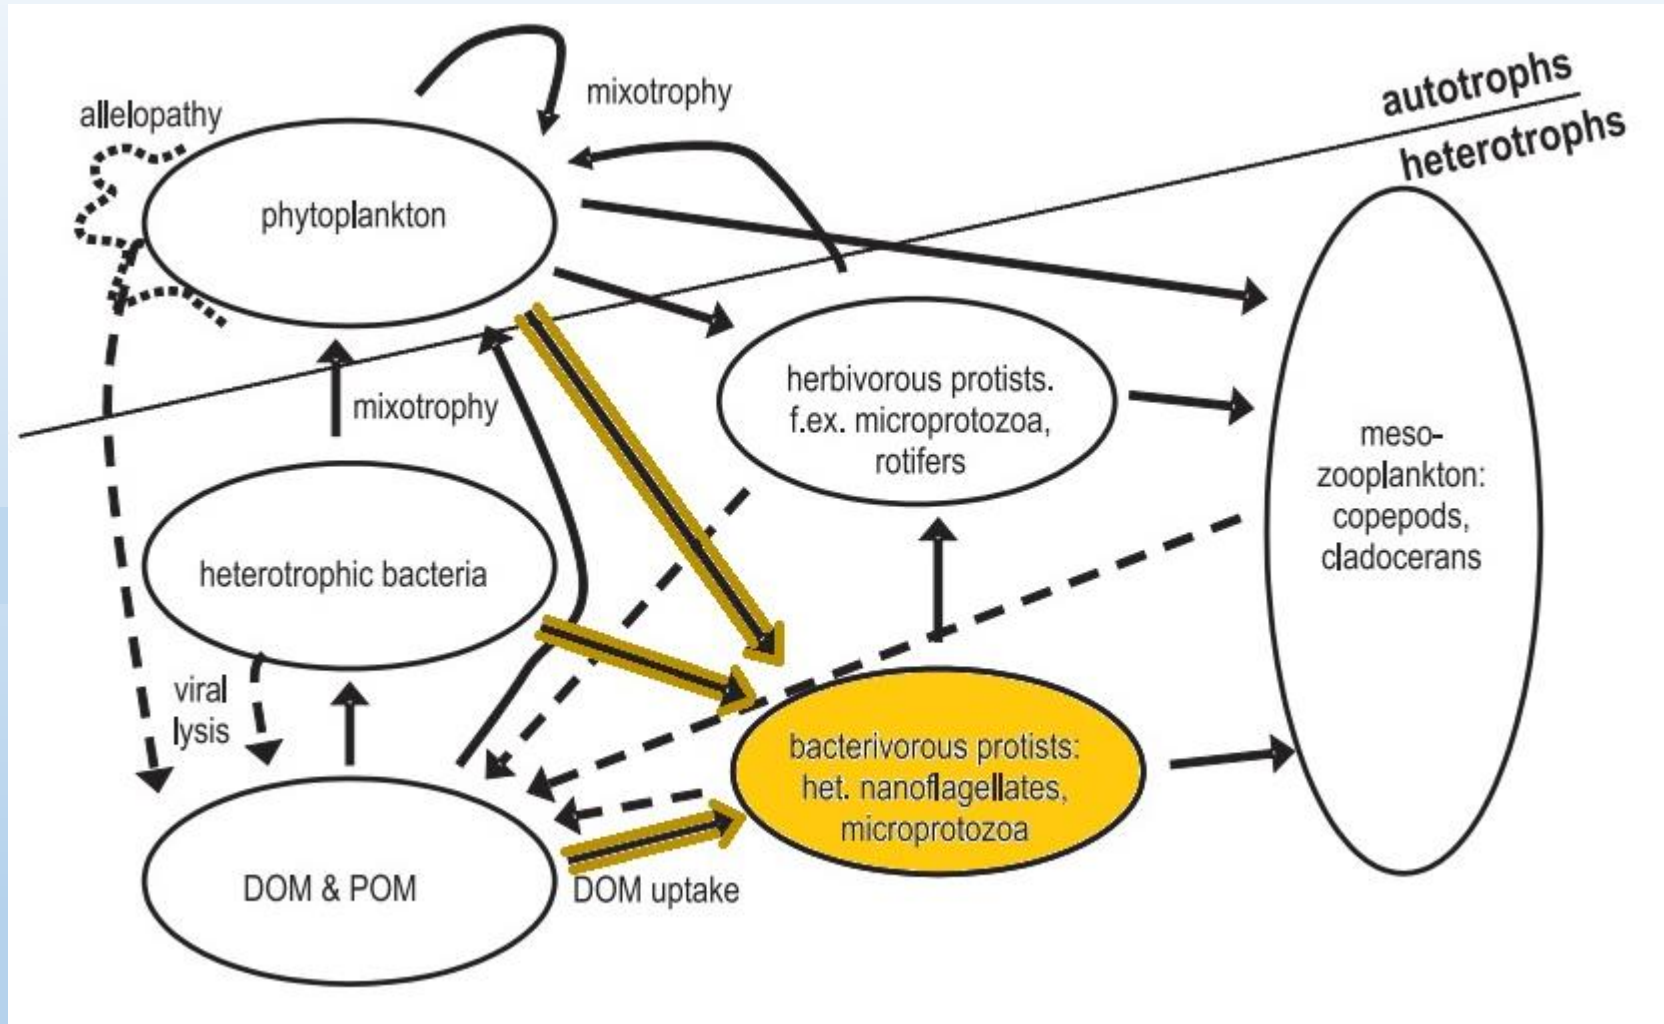 allelopathy
mixotrophy
autotrophs
heterotrophs
phytoplankton
mixotrophy
herbivorous protists.
f.ex. microprotozoa,
rotifers
meso-
zooplankton:
copepods,
cladocerans
heterotrophic bacteria
viral
lysis
bacterivorous protists:
het. nanoflagellates,
microprotozoa
DOM & POM
DOM uptake